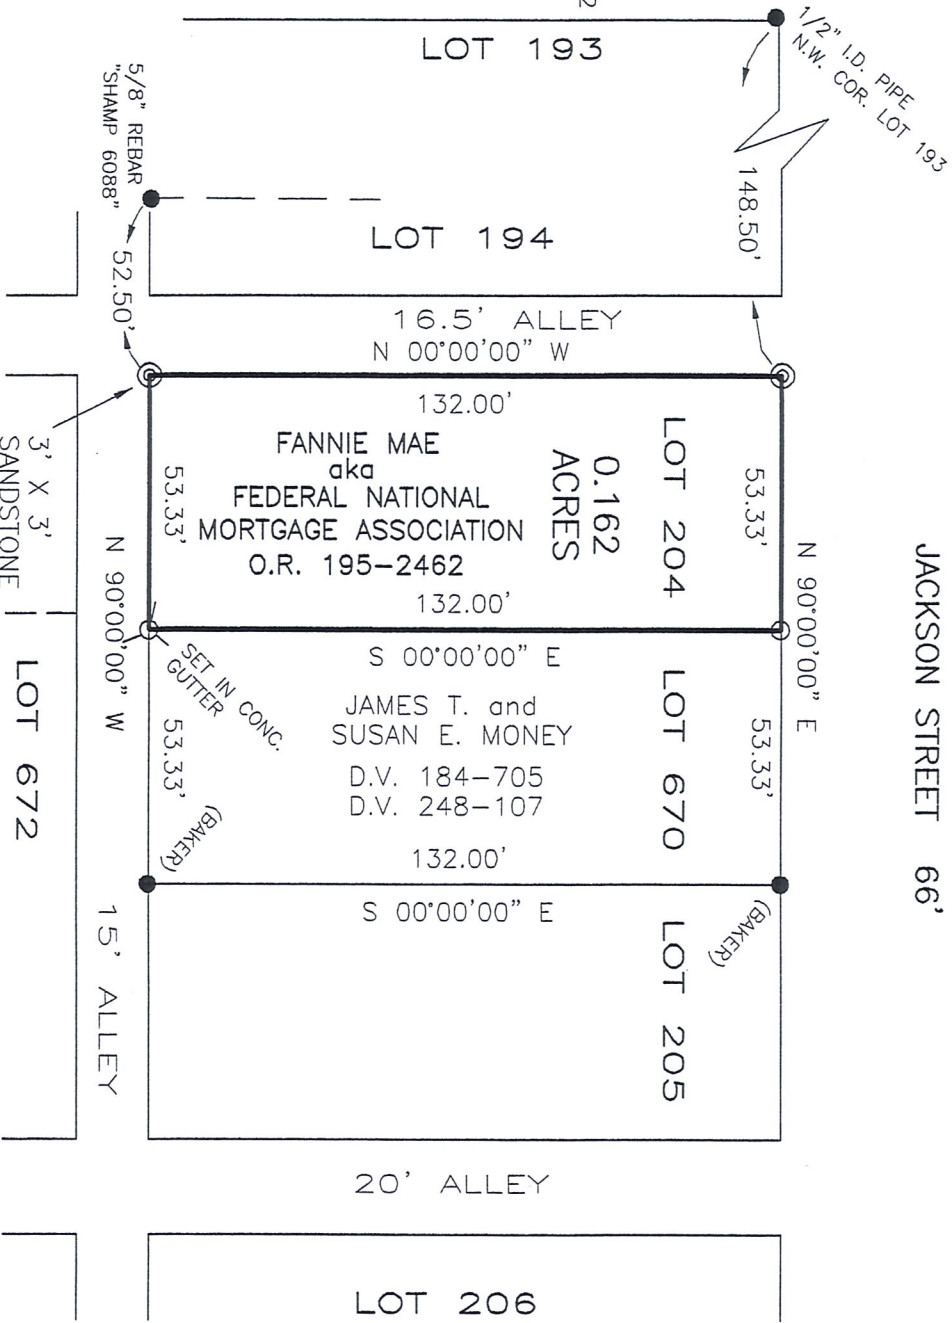 1/2" I.D. PIPE
N.W. COR. LOT 193
LOT 193
148.50'
5/8" REBAR
"SHAMP 6088"
LOT 194
52.50'
16.5' ALLEY
N 00°00'00" W
132.00'
FANNIE MAE
aka
FEDERAL NATIONAL
MORTGAGE ASSOCIATION
O.R. 195-2462
132.00'
0.162
ACRES
LOT 204
53.33'
53.33'
3' X 3'
SANDSTONE
N 90°00'00" W
N 90°00'00" E
JACKSON STREET 66'
S 00°00'00" E
SET IN CONC.
GUTTER
JAMES T. and
SUSAN E. MONEY
D.V. 184-705
D.V. 248-107
132.00'
LOT 670
53.33'
53.33'
(BAKER)
(BAKER)
S 00°00'00" E
LOT 672
15' ALLEY
LOT 205
20' ALLEY
LOT 206